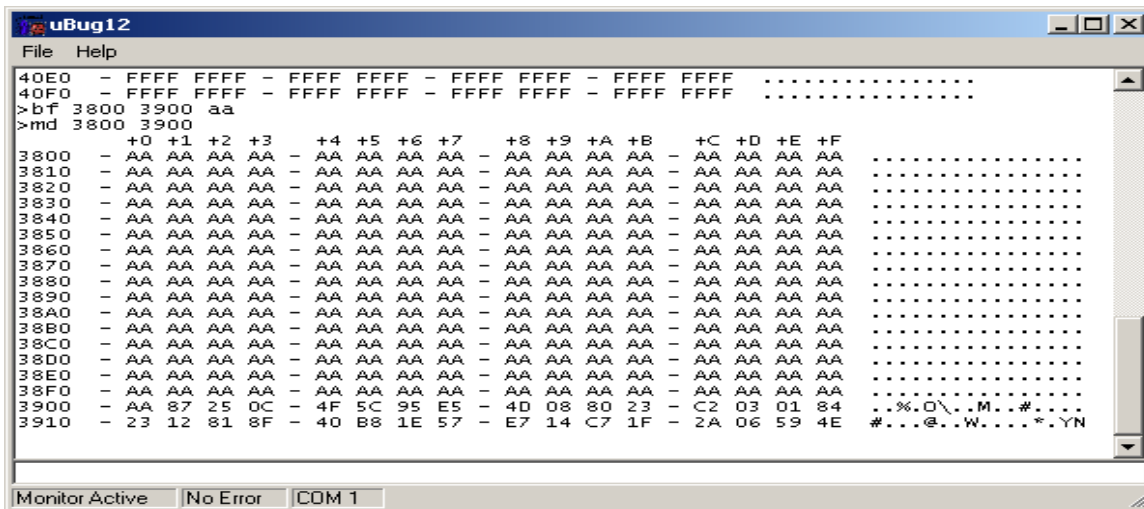 uBug12
File Help
40E0 - FFFF FFFF - FFFF FFFF - FFFF FFFF - FFFF FFFF ................
40F0 - FFFF FFFF - FFFF FFFF - FFFF FFFF - FFFF FFFF ................
>bf 3800 3900 aa
>md 3800 3900
+0 +1 +2 +3 +4 +5 +6 +7 +8 +9 +A +B +C +D +E +F
3800 - AA AA AA AA - AA AA AA AA - AA AA AA AA - AA AA AA AA ................
3810 - AA AA AA AA - AA AA AA AA - AA AA AA AA - AA AA AA AA ................
3820 - AA AA AA AA - AA AA AA AA - AA AA AA AA - AA AA AA AA ................
3830 - AA AA AA AA - AA AA AA AA - AA AA AA AA - AA AA AA AA ................
3840 - AA AA AA AA - AA AA AA AA - AA AA AA AA - AA AA AA AA ................
3850 - AA AA AA AA - AA AA AA AA - AA AA AA AA - AA AA AA AA ................
3860 - AA AA AA AA - AA AA AA AA - AA AA AA AA - AA AA AA AA ................
3870 - AA AA AA AA - AA AA AA AA - AA AA AA AA - AA AA AA AA ................
3880 - AA AA AA AA - AA AA AA AA - AA AA AA AA - AA AA AA AA ................
3890 - AA AA AA AA - AA AA AA AA - AA AA AA AA - AA AA AA AA ................
38A0 - AA AA AA AA - AA AA AA AA - AA AA AA AA - AA AA AA AA ................
38B0 - AA AA AA AA - AA AA AA AA - AA AA AA AA - AA AA AA AA ................
38C0 - AA AA AA AA - AA AA AA AA - AA AA AA AA - AA AA AA AA ................
38D0 - AA AA AA AA - AA AA AA AA - AA AA AA AA - AA AA AA AA ................
38E0 - AA AA AA AA - AA AA AA AA - AA AA AA AA - AA AA AA AA ................
38F0 - AA AA AA AA - AA AA AA AA - AA AA AA AA - AA AA AA AA ................
3900 - AA 87 25 0C - 4F 5C 95 E5 - 4D 08 80 23 - C2 03 01 84 ..%.O\..M..#....
3910 - 23 12 81 8F - 40 B8 1E 57 - E7 14 C7 1F - 2A 06 59 4E #...@..W....*.YN
Monitor Active No Error COM 1